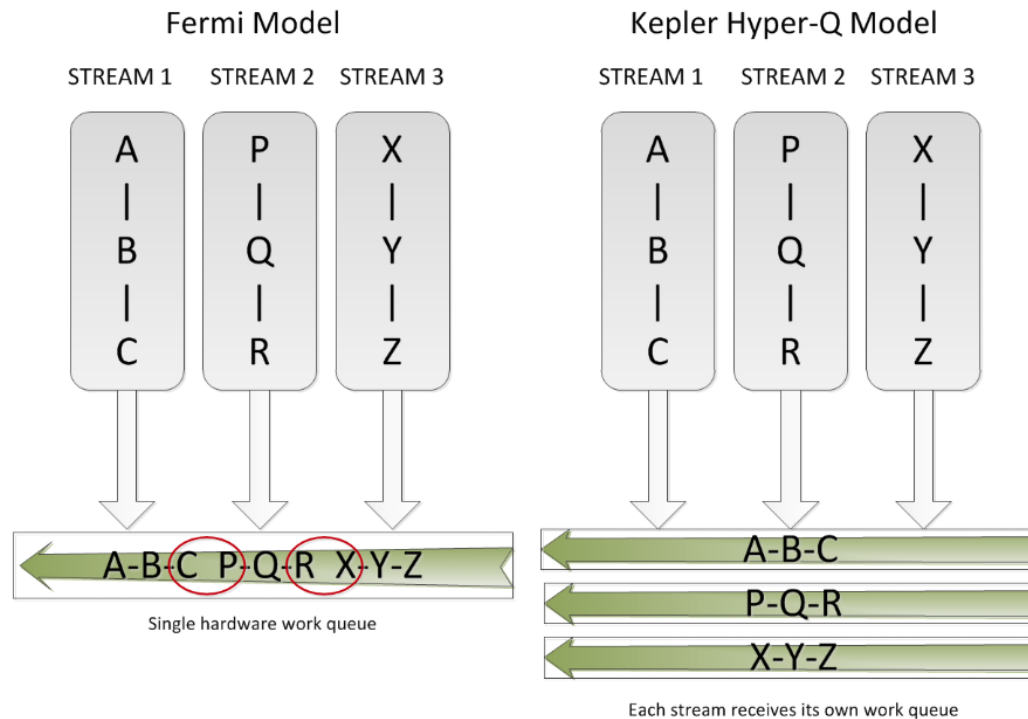 Fermi Model
STREAM 1 STREAM 2 STREAM 3
A P X
| | |
B Q Y
| | |
C R Z
A-B-C P-Q-R X-Y-Z
Single hardware work queue
Kepler Hyper-Q Model
STREAM 1 STREAM 2 STREAM 3
A P X
| | |
B Q Y
| | |
C R Z
A-B-C
P-Q-R
X-Y-Z
Each stream receives its own work queue